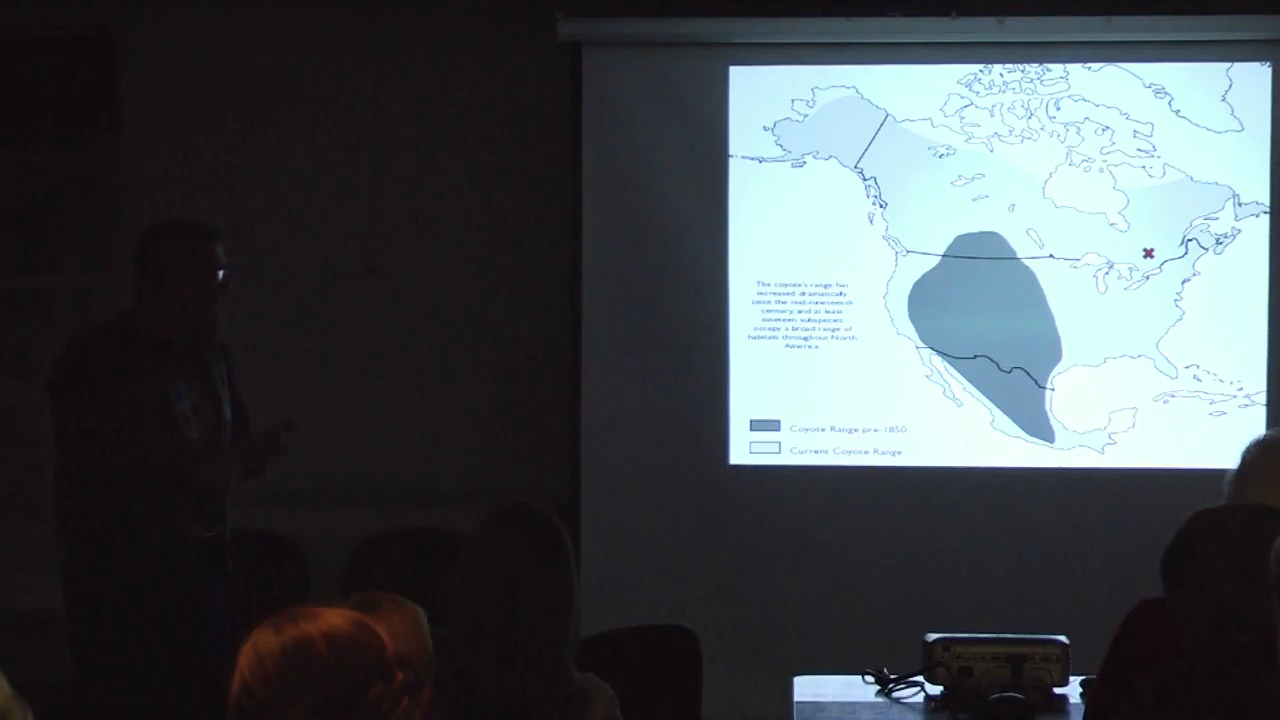 The coyote's range has
increased dramatically
since the mid-nineteenth
century, and at least
nineteen subspecies
occupy a broad range of
habitats throughout North
America
Coyote Range pre-1850
Current Coyote Range